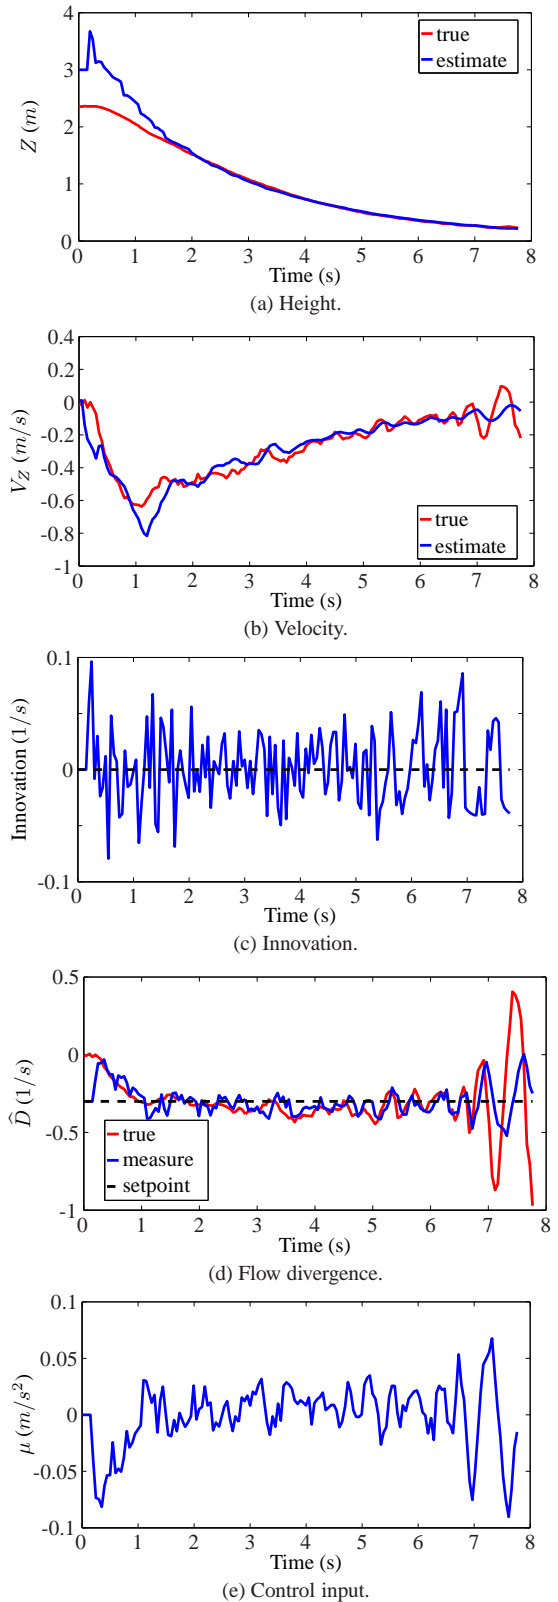 4
3
2
1
0
Z (m)
true
estimate
0 1 2 3 4 5 6 7 8
Time (s)
(a) Height.
0.4
0.2
0
-0.2
-0.4
-0.6
-0.8
-1
V_Z (m/s)
true
estimate
0 1 2 3 4 5 6 7 8
Time (s)
(b) Velocity.
0.1
0
-0.1
Innovation (1/s)
0 1 2 3 4 5 6 7 8
Time (s)
(c) Innovation.
0.5
0
-0.5
-1
D̂ (1/s)
true
measure
setpoint
0 1 2 3 4 5 6 7 8
Time (s)
(d) Flow divergence.
0.1
0.05
0
-0.05
-0.1
μ (m/s²)
0 1 2 3 4 5 6 7 8
Time (s)
(e) Control input.